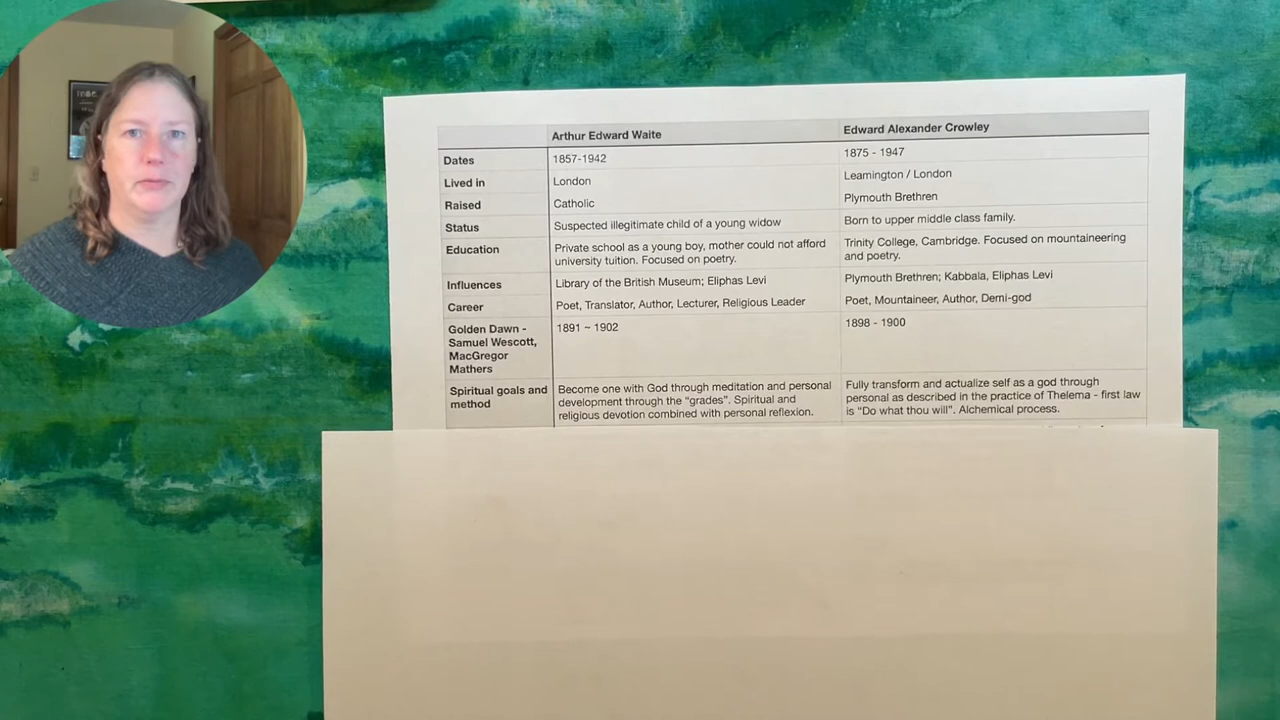 Arthur Edward Waite
Edward Alexander Crowley
Dates
1857-1942
1875 - 1947
Lived in
London
Leamington / London
Raised
Catholic
Plymouth Brethren
Status
Suspected illegitimate child of a young widow
Born to upper middle class family.
Education
Private school as a young boy, mother could not afford
university tuition. Focused on poetry.
Trinity College, Cambridge. Focused on mountaineering
and poetry.
Influences
Library of the British Museum; Eliphas Levi
Plymouth Brethren; Kabbala, Eliphas Levi
Career
Poet, Translator, Author, Lecturer, Religious Leader
Poet, Mountaineer, Author, Demi-god
Golden Dawn -
Samuel Wescott,
MacGregor
Mathers
1891 ~ 1902
1898 - 1900
Spiritual goals and
method
Become one with God through meditation and personal
development through the "grades". Spiritual and
religious devotion combined with personal reflexion.
Fully transform and actualize self as a god through
personal as described in the practice of Thelema - first law
is "Do what thou will". Alchemical process.